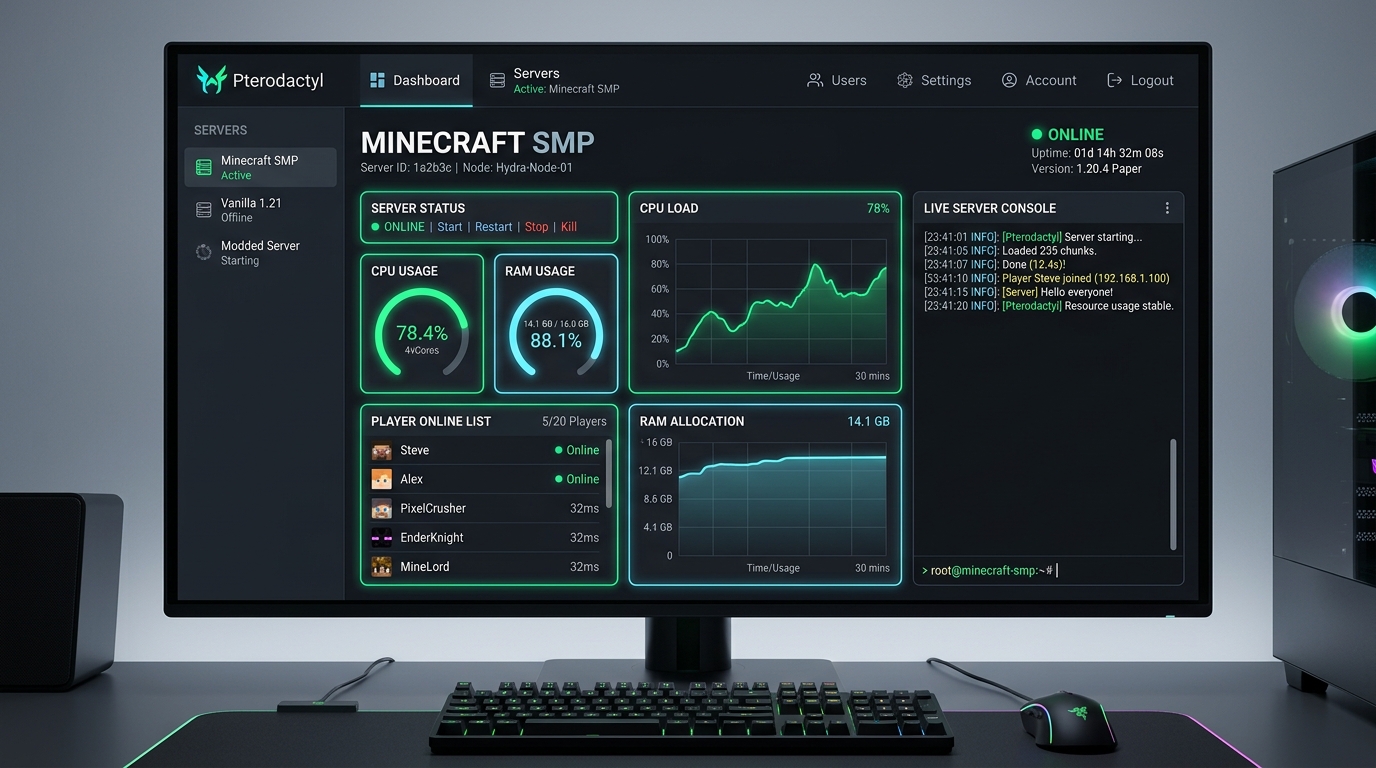 Pterodactyl
Dashboard
Servers
Active: Minecraft SMP
Users
Settings
Account
Logout
SERVERS
Minecraft SMP
Active
Vanilla 1.21
Offline
Modded Server
Starting
MINECRAFT SMP
Server ID: 1a2b3c | Node: Hydra-Node-01
ONLINE
Uptime: 01d 14h 32m 08s
Version: 1.20.4 Paper
SERVER STATUS
ONLINE | Start | Restart | Stop | Kill
CPU USAGE
78.4%
4vCores
RAM USAGE
14.1 GB / 16.0 GB
88.1%
CPU LOAD
78%
100%
80%
60%
40%
20%
0%
Time/Usage
30 mins
PLAYER ONLINE LIST
5/20 Players
Steve
Online
Alex
Online
PixelCrusher
32ms
EnderKnight
32ms
MineLord
32ms
RAM ALLOCATION
14.1 GB
16 GB
12.1 GB
8.6 GB
4.1 GB
0
Time/Usage
30 mins
LIVE SERVER CONSOLE
[23:41:01 INFO]: [Pterodactyl] Server starting...
[23:41:05 INFO]: Loaded 235 chunks.
[23:41:07 INFO]: Done (12.4s)!
[53:41:10 INFO]: Player Steve joined (192.168.1.100)
[23:41:15 INFO]: [Server] Hello everyone!
[23:41:20 INFO]: [Pterodactyl] Resource usage stable.
> root@minecraft-smp:~#